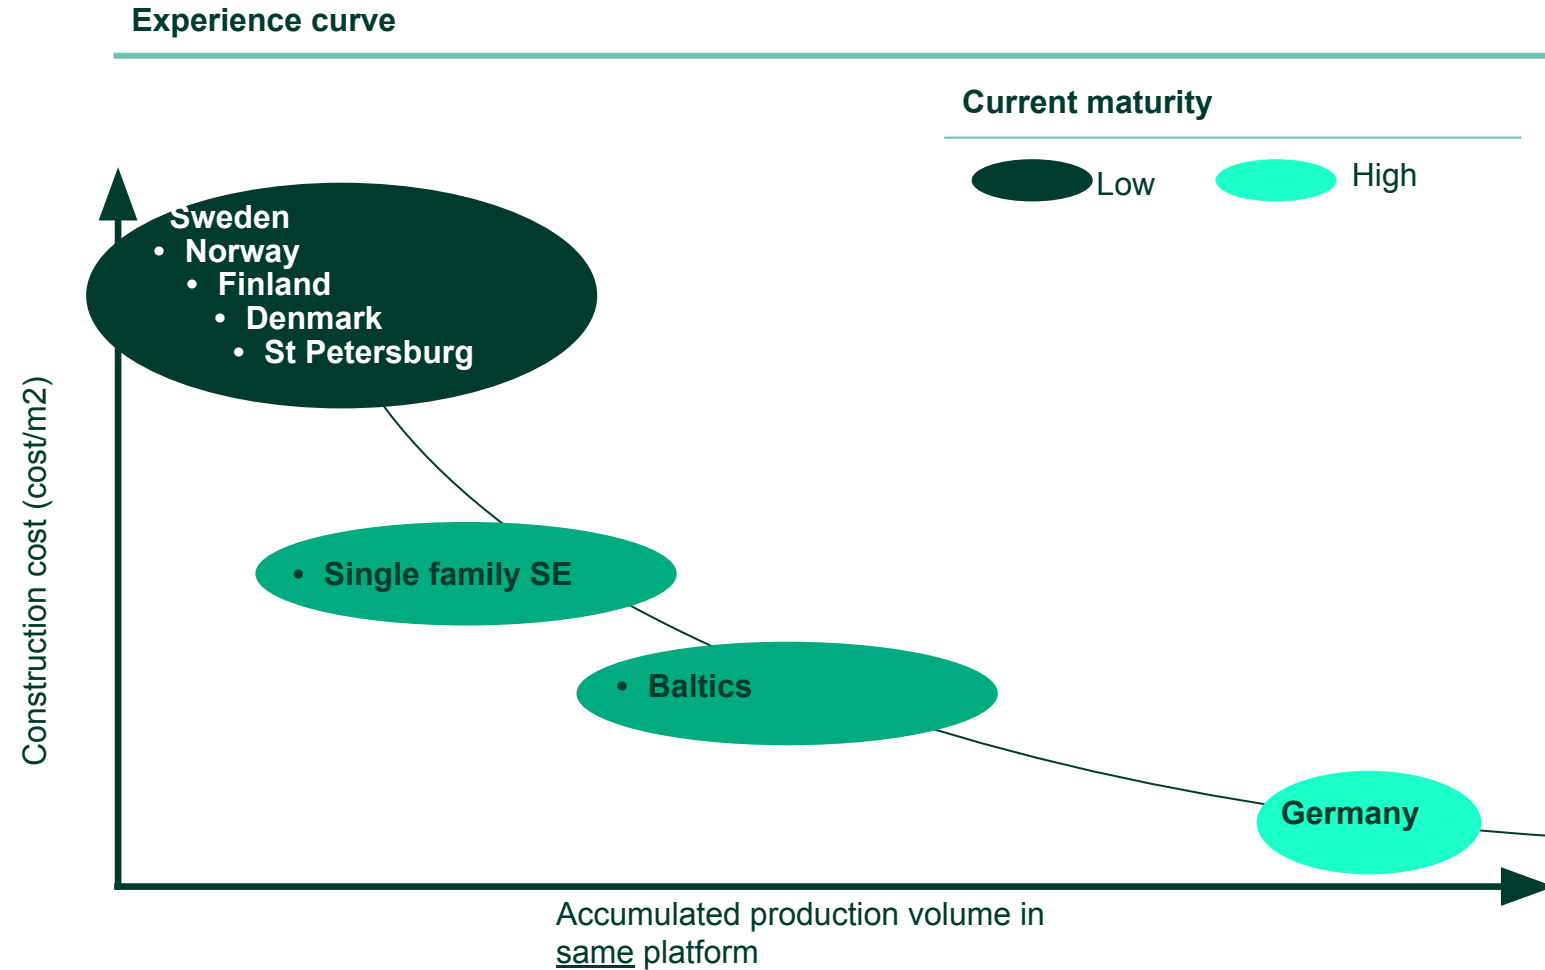 Experience curve
Current maturity
Low
High
Sweden
• Norway
• Finland
• Denmark
• St Petersburg
Construction cost (cost/m2)
• Single family SE
• Baltics
Germany
Accumulated production volume in
same platform